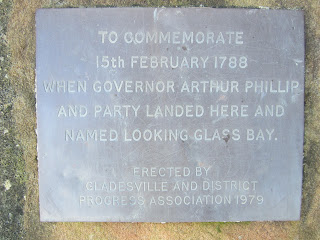 TO COMMEMORATE
15th FEBRUARY 1788
WHEN GOVERNOR ARTHUR PHILLIP
AND PARTY LANDED HERE AND
NAMED LOOKING GLASS BAY.
ERECTED BY
GLADESVILLE AND DISTRICT
PROGRESS ASSOCIATION 1979